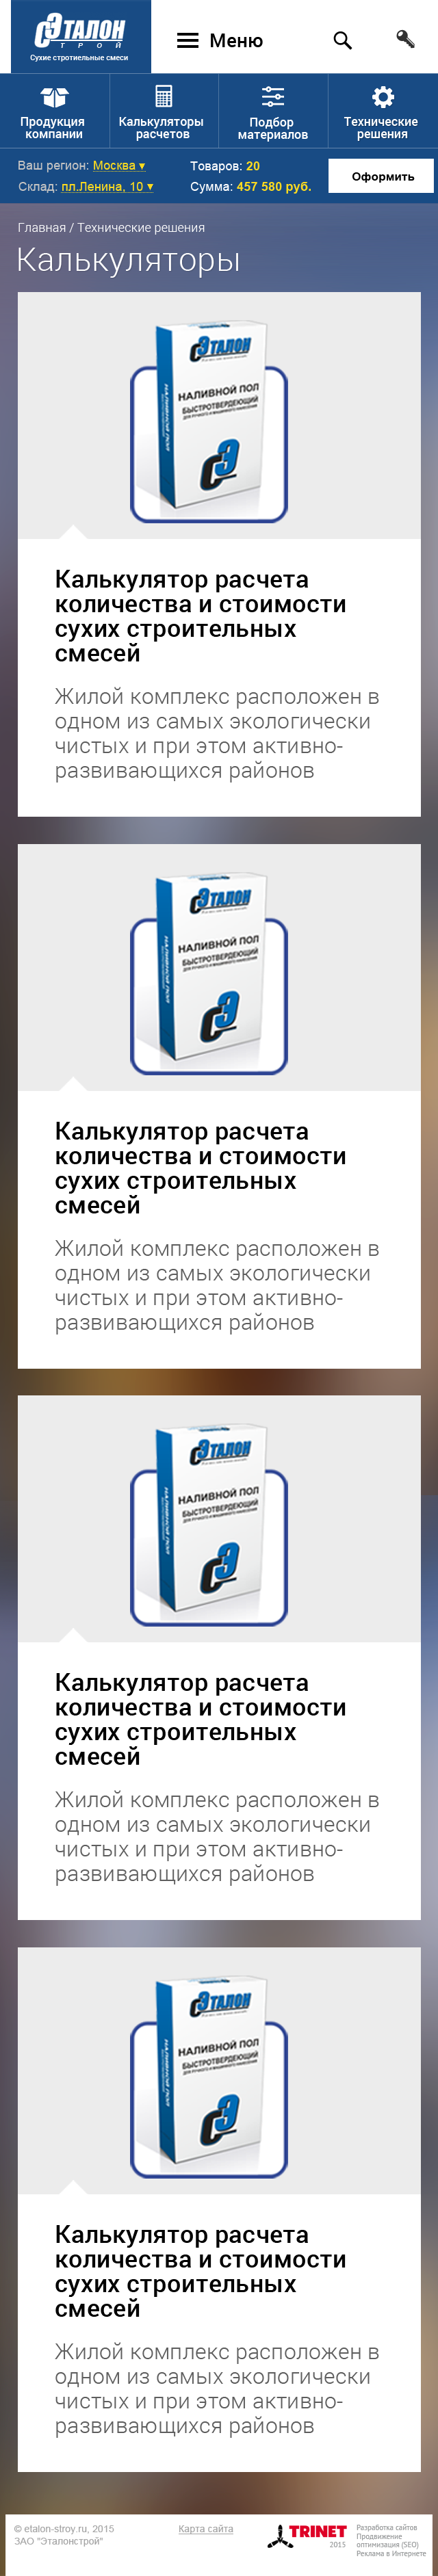 ЭТАЛОН
СТРОЙ
Сухие стротиельные смеси
Меню
Продукция
компании
Калькуляторы
расчетов
Подбор
материалов
Технические
решения
Ваш регион: Москва ▾
Товаров: 20
Оформить
Склад: пл.Ленина, 10 ▾
Сумма: 457 580 руб.
Главная / Технические решения
Калькуляторы
ЭТАЛОН
НАЛИВНОЙ ПОЛ
БЫСТРОТВЕРДЕЮЩИЙ
Калькулятор расчета
количества и стоимости
сухих строительных
смесей
Жилой комплекс расположен в
одном из самых экологически
чистых и при этом активно-
развивающихся районов
ЭТАЛОН
НАЛИВНОЙ ПОЛ
БЫСТРОТВЕРДЕЮЩИЙ
Калькулятор расчета
количества и стоимости
сухих строительных
смесей
Жилой комплекс расположен в
одном из самых экологически
чистых и при этом активно-
развивающихся районов
ЭТАЛОН
НАЛИВНОЙ ПОЛ
БЫСТРОТВЕРДЕЮЩИЙ
Калькулятор расчета
количества и стоимости
сухих строительных
смесей
Жилой комплекс расположен в
одном из самых экологически
чистых и при этом активно-
развивающихся районов
ЭТАЛОН
НАЛИВНОЙ ПОЛ
БЫСТРОТВЕРДЕЮЩИЙ
Калькулятор расчета
количества и стоимости
сухих строительных
смесей
Жилой комплекс расположен в
одном из самых экологически
чистых и при этом активно-
развивающихся районов
© etalon-stroy.ru, 2015
ЗАО "Эталонстрой"
Карта сайта
TRINET
2015
Разработка сайтов
Продвижение
оптимизация (SEO)
Реклама в Интернете